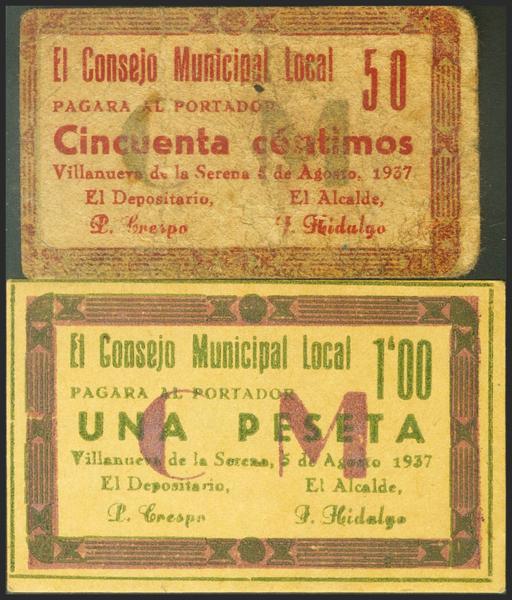 El Consejo Municipal Local 50
PAGARA AL PORTADOR
Cincuenta céntimos
Villanueva de la Serena 5 de Agosto, 1937
El Depositario, El Alcalde,
P. Crespo J. Hidalgo
C M
El Consejo Municipal Local 1'00
PAGARA AL PORTADOR
UNA PESETA
Villanueva de la Serena, 5 de Agosto 1937
El Depositario, El Alcalde,
P. Crespo J. Hidalgo
C M